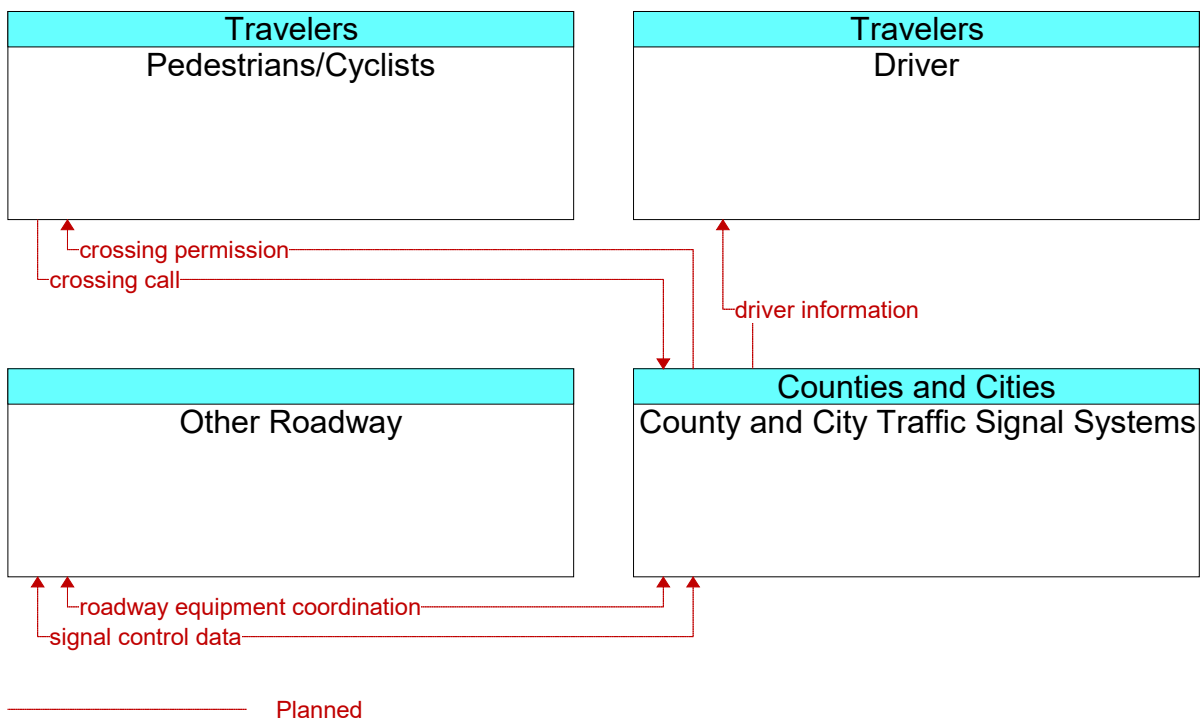 Travelers
Pedestrians/Cyclists
Travelers
Driver
crossing permission
crossing call
driver information
Other Roadway
Counties and Cities
County and City Traffic Signal Systems
roadway equipment coordination
signal control data
Planned